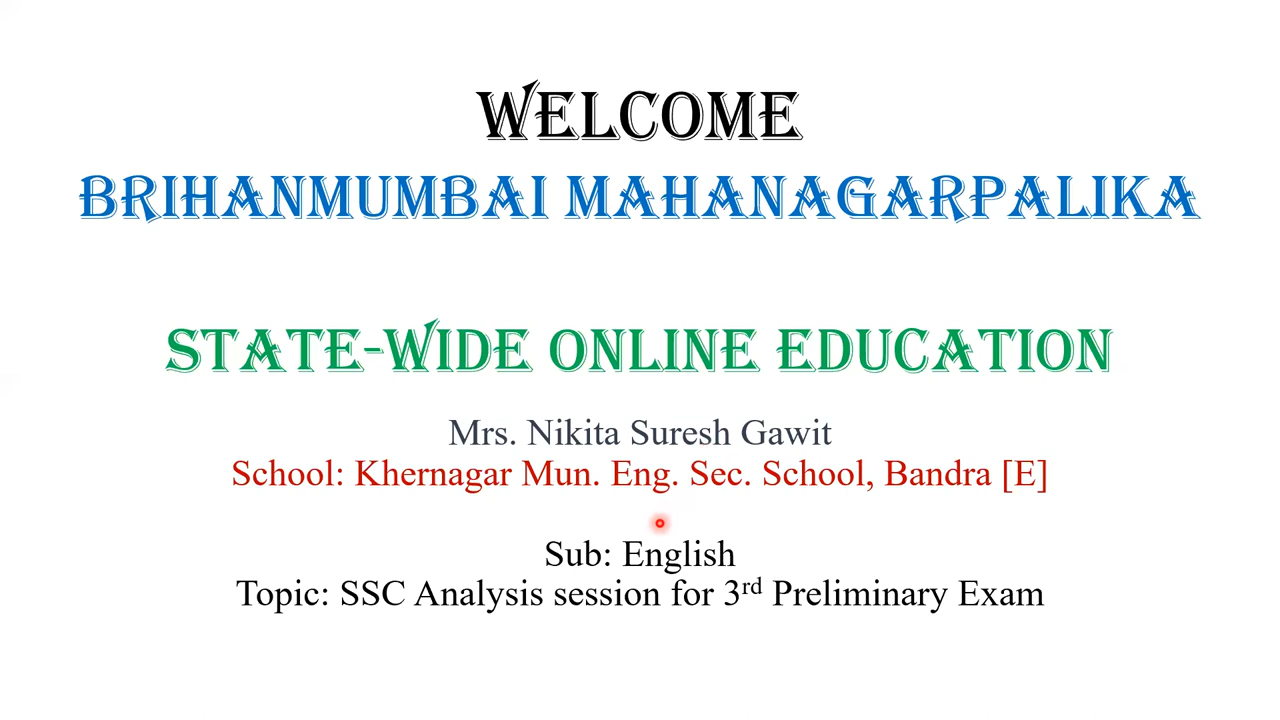 WELCOME
BRIHANMUMBAI MAHANAGARPALIKA
STATE-WIDE ONLINE EDUCATION
Mrs. Nikita Suresh Gawit
School: Khernagar Mun. Eng. Sec. School, Bandra [E]
Sub: English
Topic: SSC Analysis session for 3rd Preliminary Exam